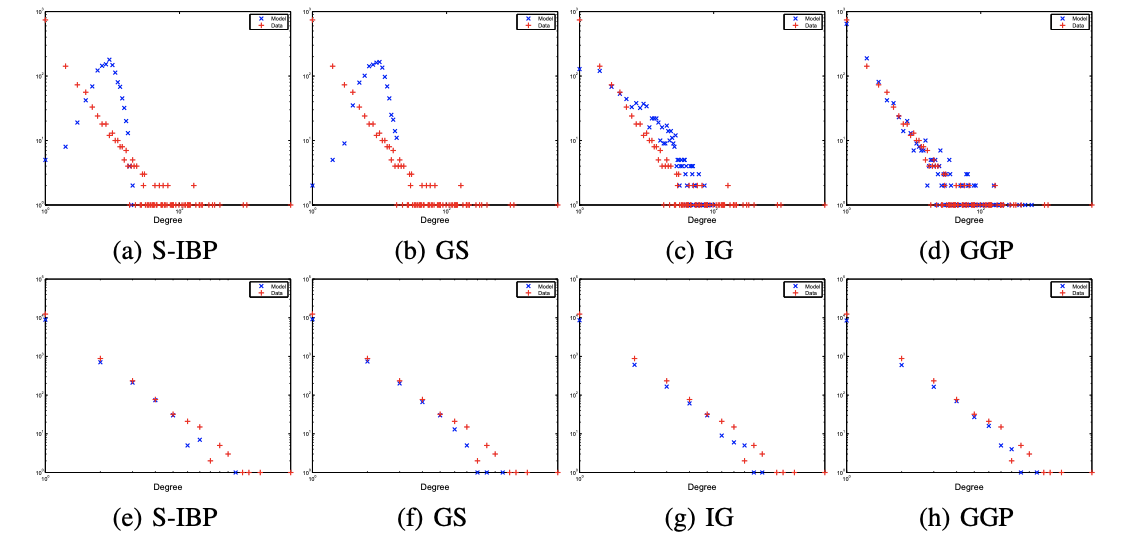 Model
Data
Model
Data
Model
Data
Model
Data
Degree
Degree
Degree
Degree
(a) S-IBP
(b) GS
(c) IG
(d) GGP
Model
Data
Model
Data
Model
Data
Model
Data
Degree
Degree
Degree
Degree
(e) S-IBP
(f) GS
(g) IG
(h) GGP